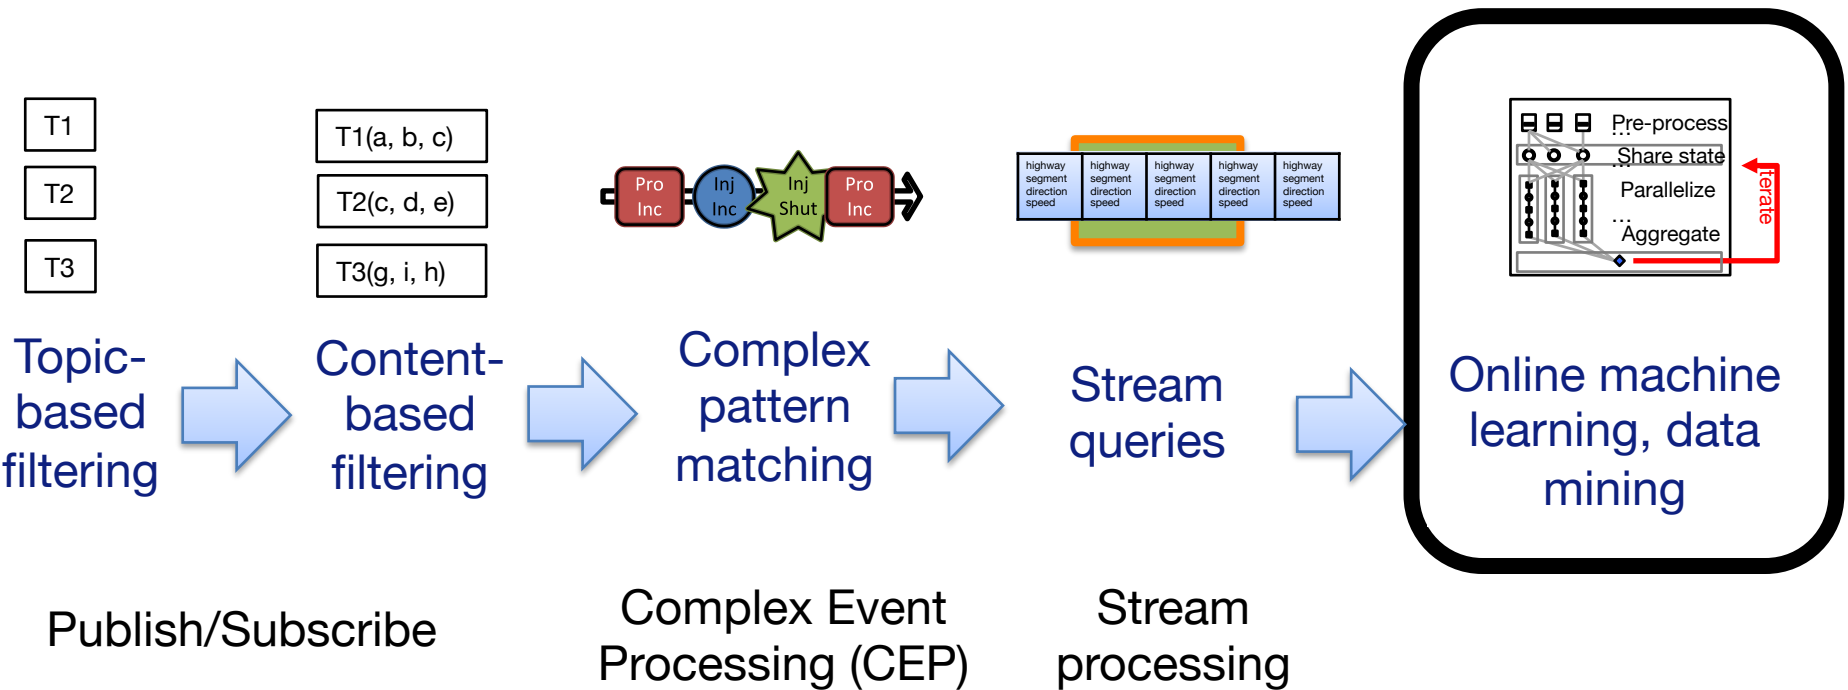 T1
T2
T3
T1(a, b, c)
T2(c, d, e)
T3(g, i, h)
Pro
Inc
Inj
Inc
Inj
Shut
Pro
Inc
highway
segment
direction
speed
highway
segment
direction
speed
highway
segment
direction
speed
highway
segment
direction
speed
highway
segment
direction
speed
Pre-process
...
Share state
...
Parallelize
...
Aggregate
Iterate
Topic-
based
filtering
Content-
based
filtering
Complex
pattern
matching
Stream
queries
Online machine
learning, data
mining
Publish/Subscribe
Complex Event
Processing (CEP)
Stream
processing